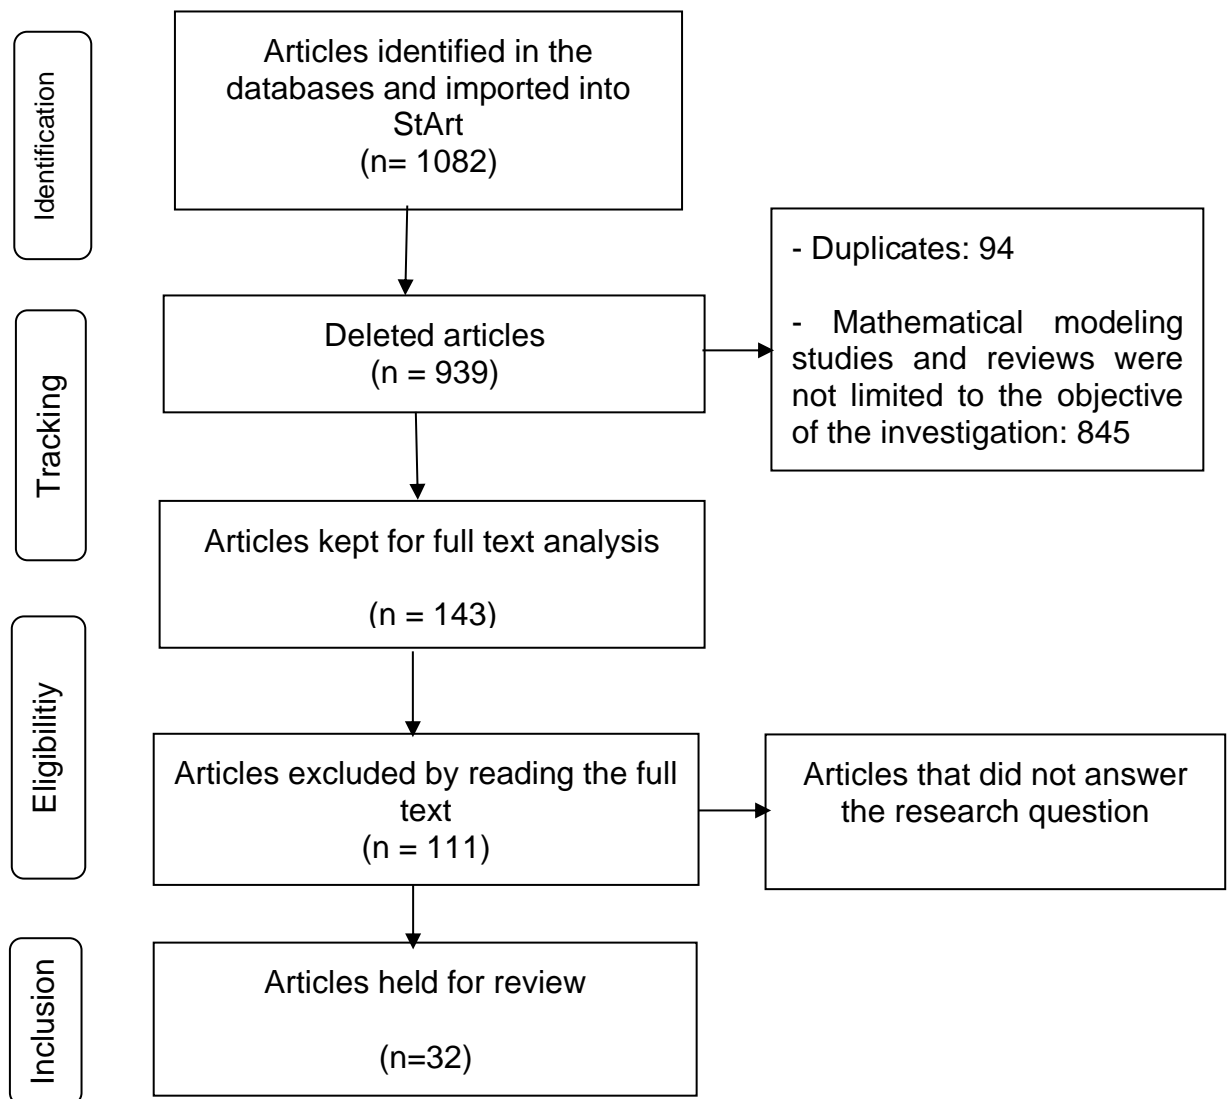 Identification
Articles identified in the
databases and imported into
StArt
(n= 1082)
- Duplicates: 94
- Mathematical modeling
studies and reviews were
not limited to the objective
of the investigation: 845
Tracking
Deleted articles
(n = 939)
Articles kept for full text analysis
(n = 143)
Eligibilitiy
Articles excluded by reading the full
text
(n = 111)
Articles that did not answer
the research question
Inclusion
Articles held for review
(n=32)